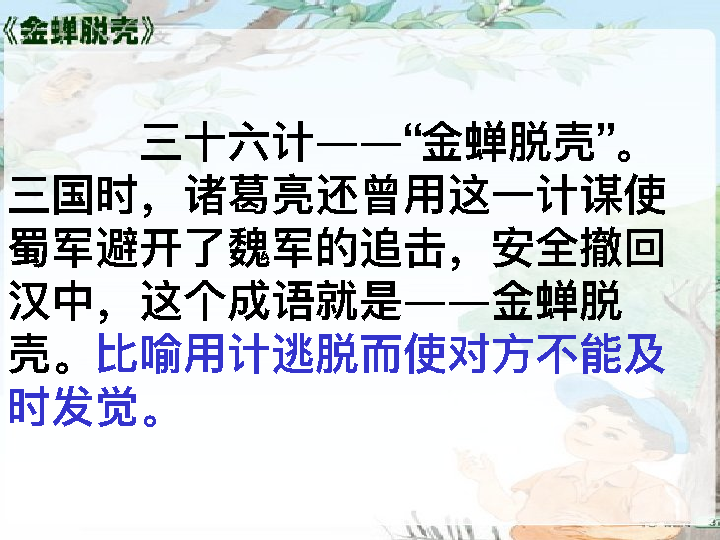 《金蝉脱壳》
三十六计——“金蝉脱壳”。
三国时，诸葛亮还曾用这一计谋使
蜀军避开了魏军的追击，安全撤回
汉中，这个成语就是——金蝉脱
壳。比喻用计逃脱而使对方不能及
时发觉。